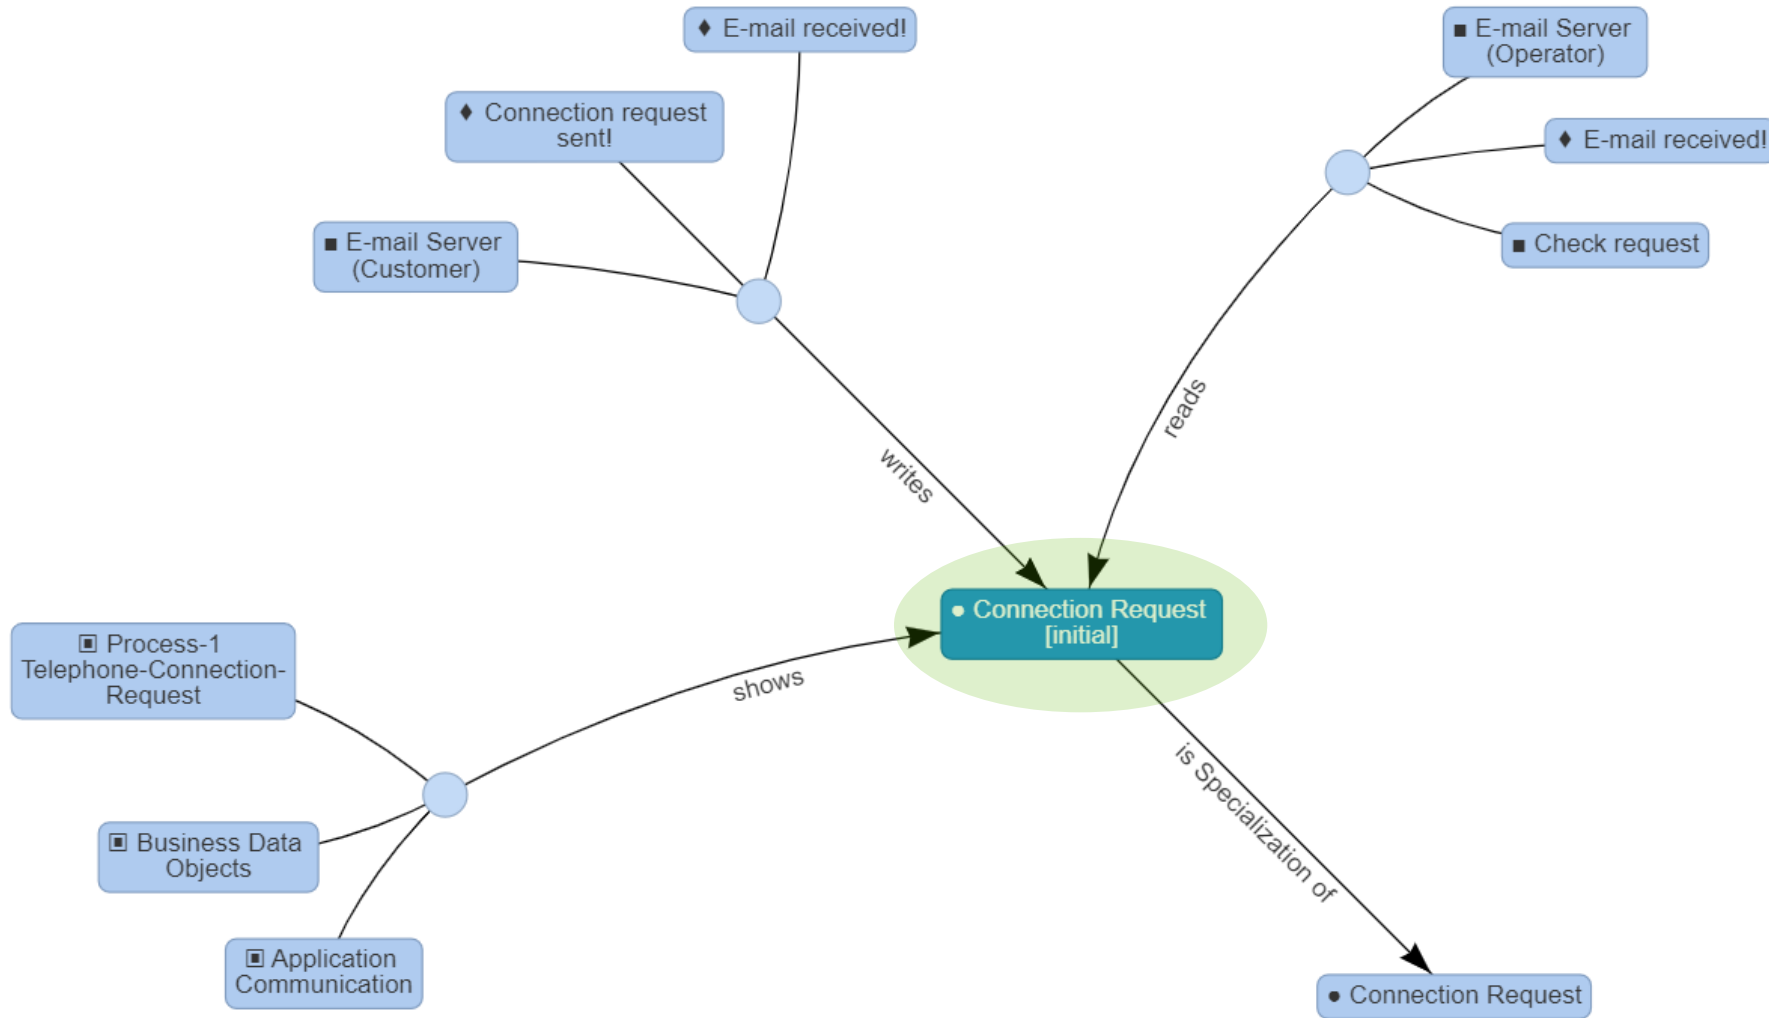 ♦ E-mail received!
■ E-mail Server
(Operator)
♦ Connection request
sent!
♦ E-mail received!
■ E-mail Server
(Customer)
■ Check request
reads
writes
● Connection Request
[initial]
▣ Process-1
Telephone-Connection-
Request
shows
is Specialization of
▣ Business Data
Objects
▣ Application
Communication
● Connection Request